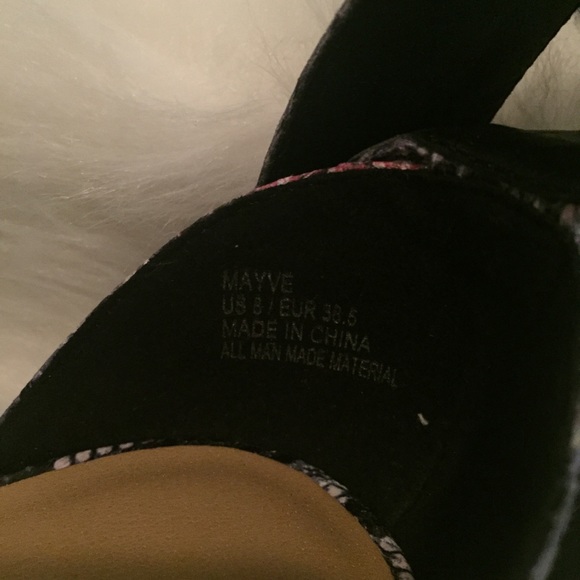 MAYVE
US 8 / EUR 38.5
MADE IN CHINA
ALL MAN MADE MATERIAL